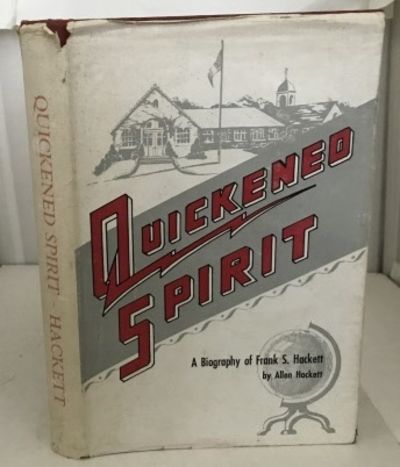 QUICKENED SPIRIT - HACKETT
QUICKENED
SPIRIT
A Biography of Frank S. Hackett
by Allen Hackett